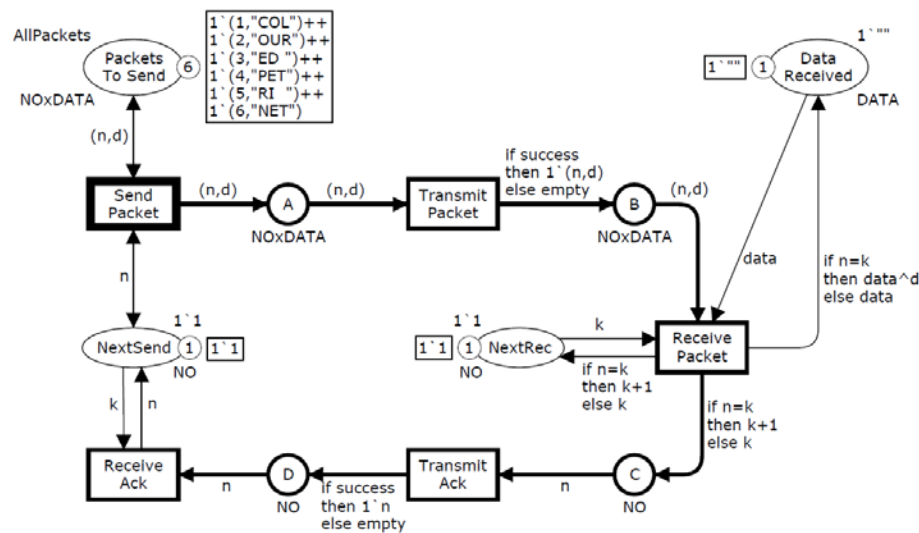 AllPackets
Packets
To Send
6
1`(1,"COL")++
1`(2,"OUR")++
1`(3,"ED ")++
1`(4,"PET")++
1`(5,"RI  ")++
1`(6,"NET")
NOxDATA
1`""
1`""
1
Data
Received
DATA
(n,d)
Send
Packet
(n,d)
A
NOxDATA
(n,d)
Transmit
Packet
if success
then 1`(n,d)
else empty
B
NOxDATA
(n,d)
data
if n=k
then data^d
else data
n
1`1
NextSend
1
1`1
NO
1`1
1`1
1
NextRec
NO
k
if n=k
then k+1
else k
Receive
Packet
if n=k
then k+1
else k
k
n
Receive
Ack
n
D
NO
if success
then 1`n
else empty
Transmit
Ack
n
C
NO